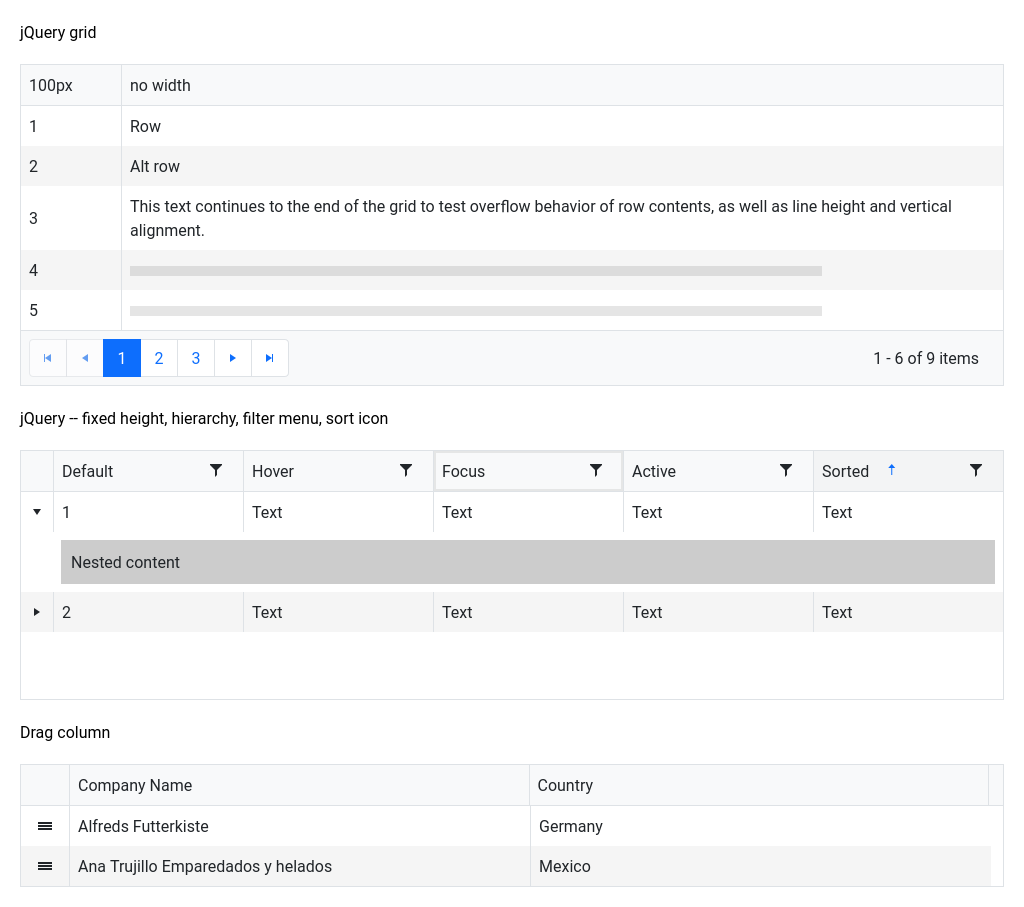 jQuery grid
100px no width
1 Row
2 Alt row
3 This text continues to the end of the grid to test overflow behavior of row contents, as well as line height and vertical
alignment.
4
5
1 2 3 1 - 6 of 9 items
jQuery -- fixed height, hierarchy, filter menu, sort icon
Default Hover Focus Active Sorted
1 Text Text Text Text
Nested content
2 Text Text Text Text
Drag column
Company Name Country
Alfreds Futterkiste Germany
Ana Trujillo Emparedados y helados Mexico